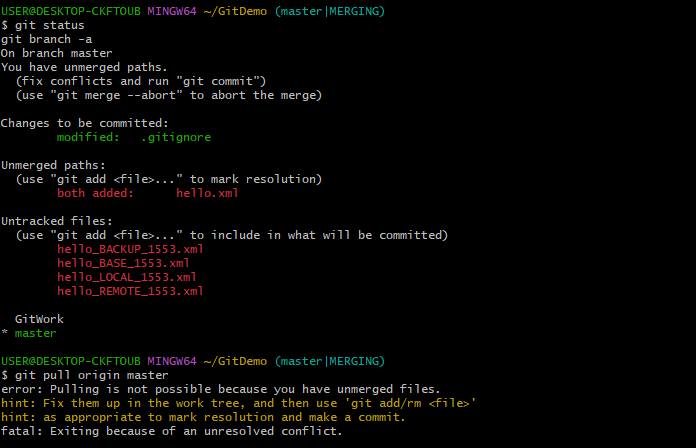 USER@DESKTOP-CKFTOUB MINGW64 ~/GitDemo (master|MERGING)
$ git status
git branch -a
On branch master
You have unmerged paths.
  (fix conflicts and run "git commit")
  (use "git merge --abort" to abort the merge)

Changes to be committed:
        modified:   .gitignore

Unmerged paths:
  (use "git add <file>..." to mark resolution)
        both added:      hello.xml

Untracked files:
  (use "git add <file>..." to include in what will be committed)
        hello_BACKUP_1553.xml
        hello_BASE_1553.xml
        hello_LOCAL_1553.xml
        hello_REMOTE_1553.xml

  GitWork
* master

USER@DESKTOP-CKFTOUB MINGW64 ~/GitDemo (master|MERGING)
$ git pull origin master
error: Pulling is not possible because you have unmerged files.
hint: Fix them up in the work tree, and then use 'git add/rm <file>'
hint: as appropriate to mark resolution and make a commit.
fatal: Exiting because of an unresolved conflict.